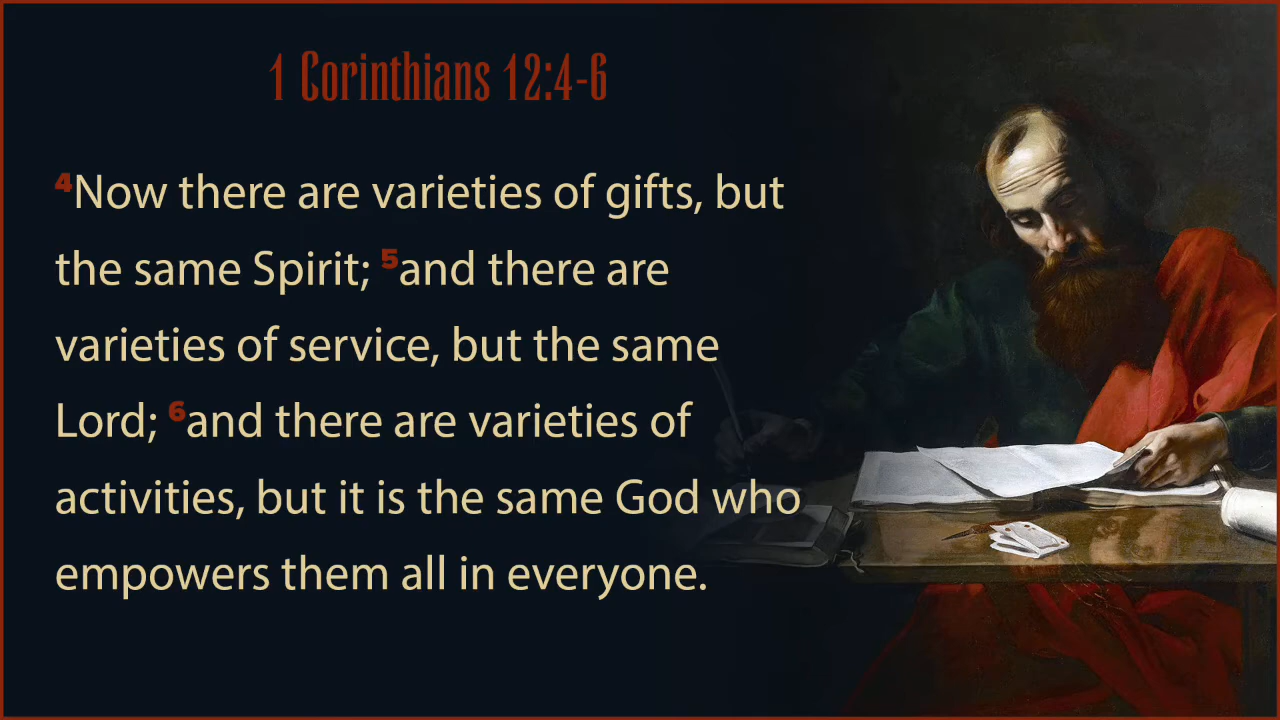 1 Corinthians 12:4-6
4Now there are varieties of gifts, but
the same Spirit; 5and there are
varieties of service, but the same
Lord; 6and there are varieties of
activities, but it is the same God who
empowers them all in everyone.